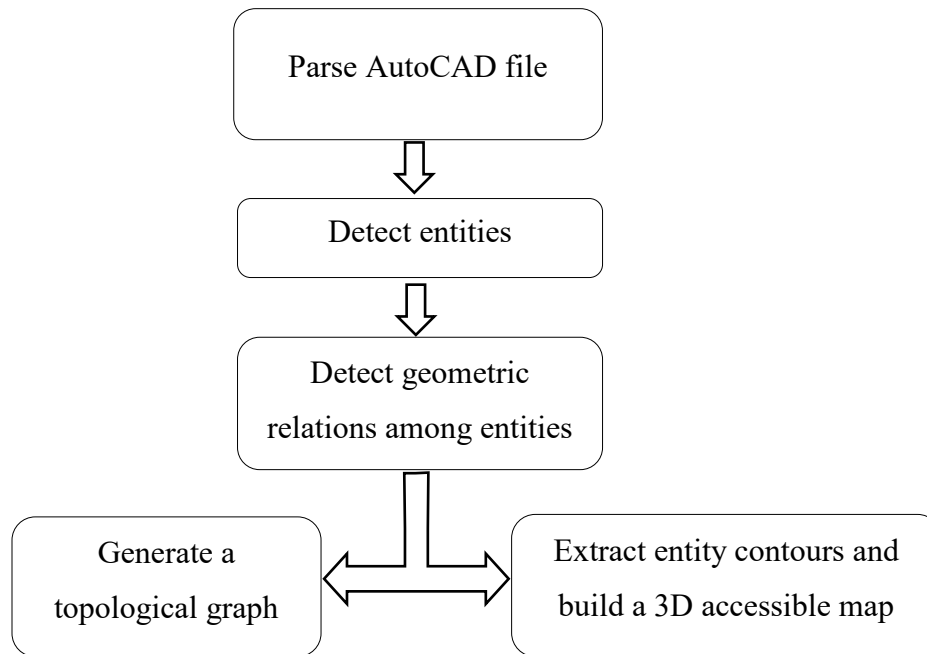 Parse AutoCAD file
Detect entities
Detect geometric
relations among entities
Generate a
topological graph
Extract entity contours and
build a 3D accessible map